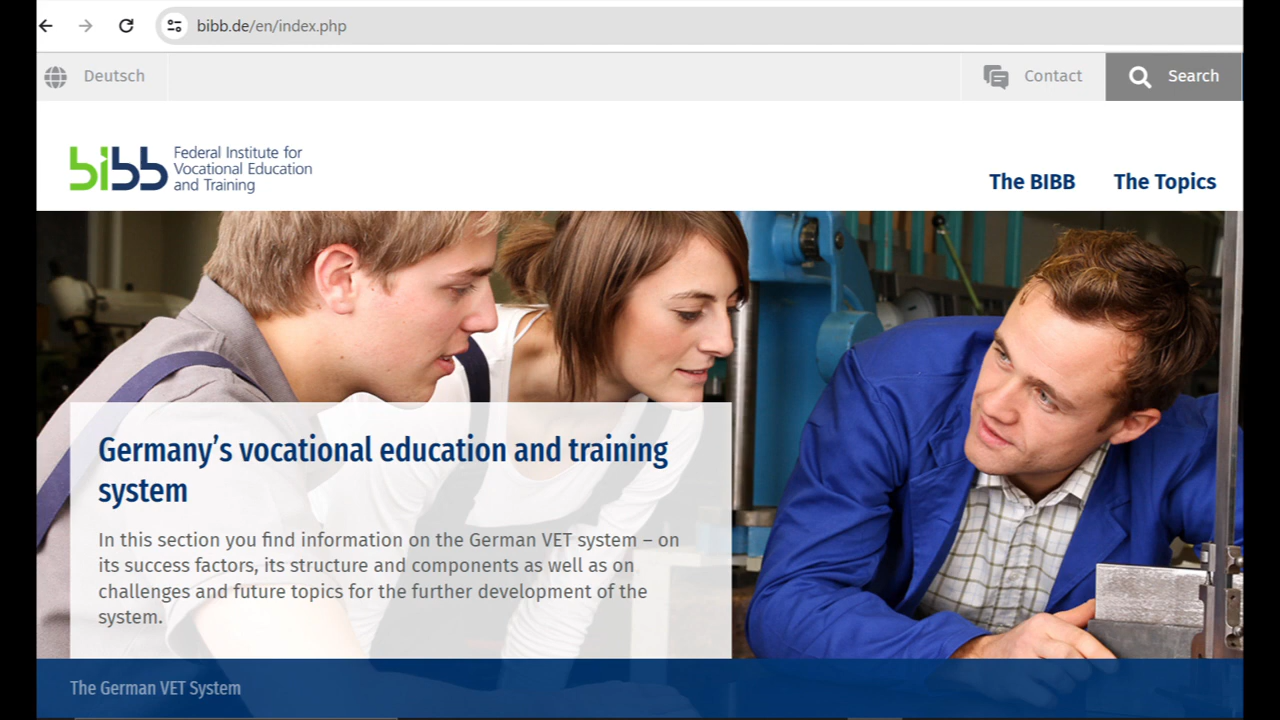 bibb.de/en/index.php
Deutsch
Contact
Search
bibb
Federal Institute for
Vocational Education
and Training
The BIBB
The Topics
Germany’s vocational education and training
system
In this section you find information on the German VET system – on
its success factors, its structure and components as well as on
challenges and future topics for the further development of the
system.
The German VET System